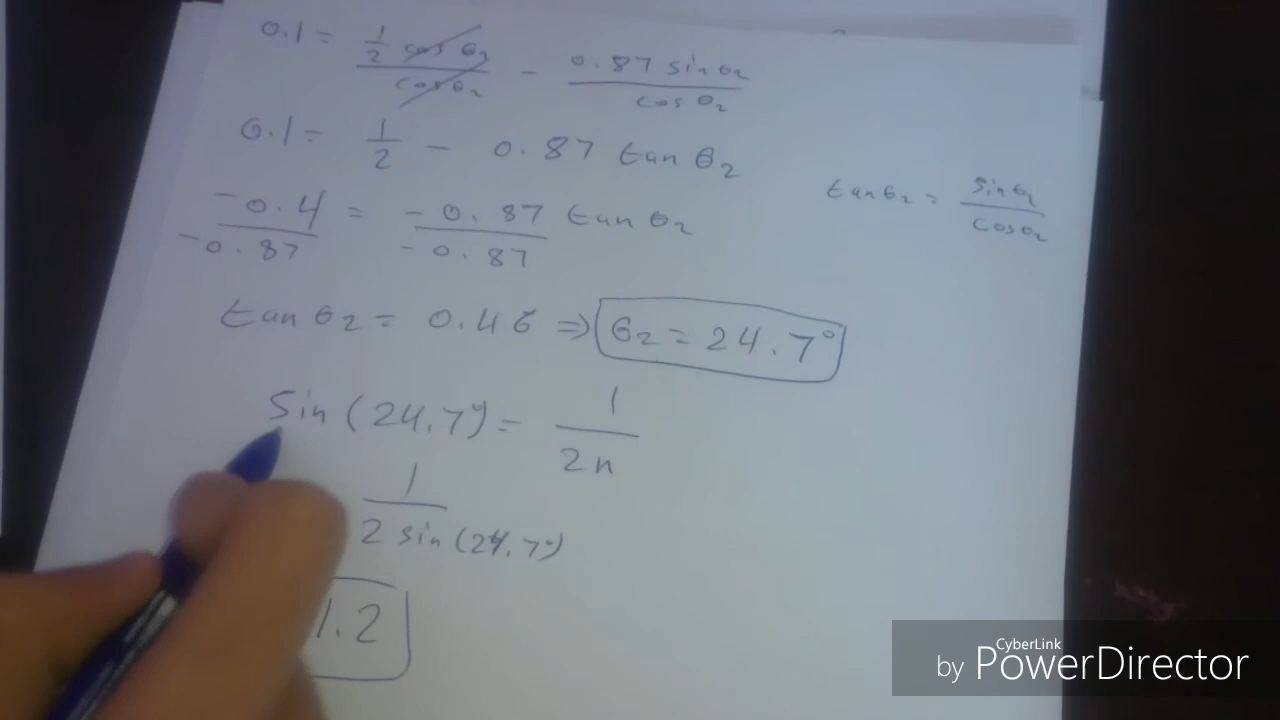 0.1 = 1/2 cos θ2 / cos θ2 - 0.87 sin θ2 / cos θ2
0.1 = 1/2 - 0.87 tan θ2
tan θ2 = sin θ2 / cos θ2
-0.4 / -0.87 = -0.87 tan θ2 / -0.87
tan θ2 = 0.46 ⇒ θ2 = 24.7°
sin (24.7°) = 1 / 2n
1 / 2 sin (24.7°)
1.2
CyberLink
by PowerDirector